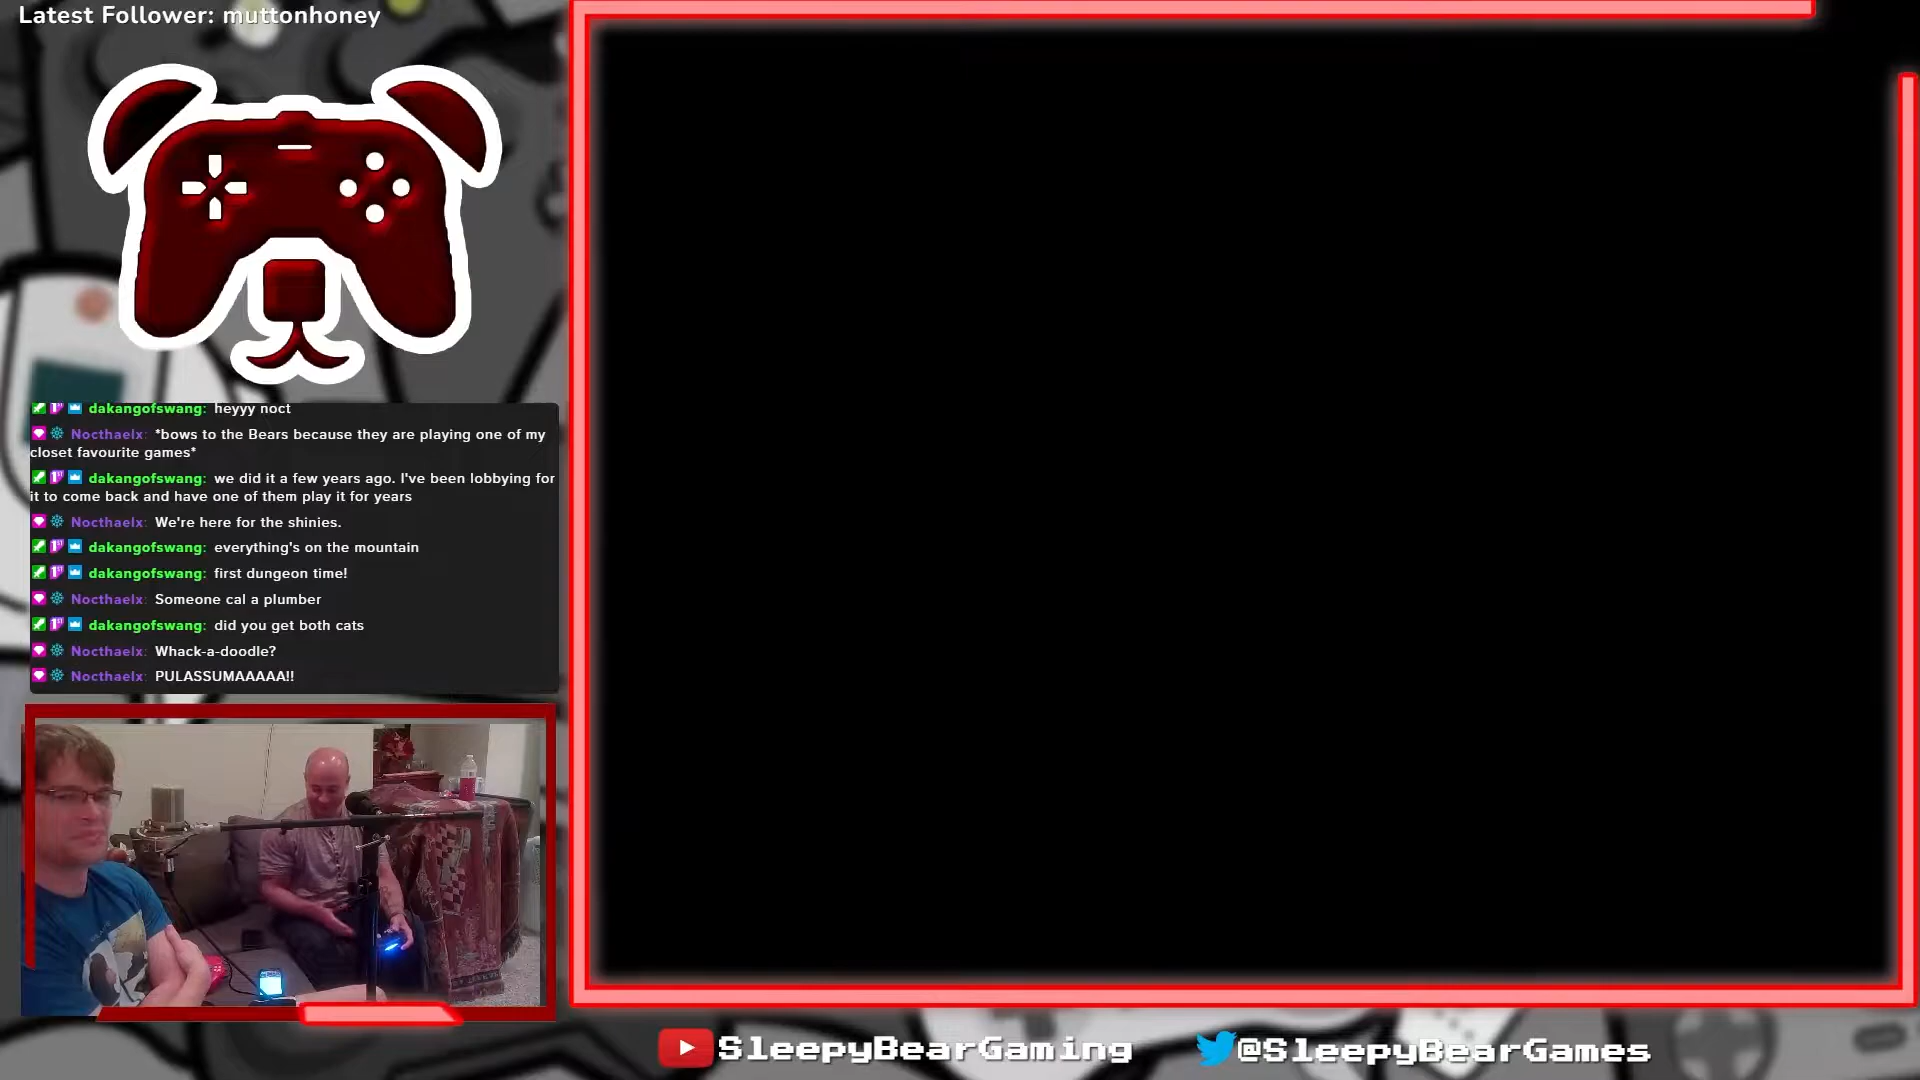 Latest Follower: muttonhoney
dakangofswang: heyyy noct
Nocthaelx: *bows to the Bears because they are playing one of my
closet favourite games*
dakangofswang: we did it a few years ago. I've been lobbying for
it to come back and have one of them play it for years
Nocthaelx: We're here for the shinies.
dakangofswang: everything's on the mountain
dakangofswang: first dungeon time!
Nocthaelx: Someone cal a plumber
dakangofswang: did you get both cats
Nocthaelx: Whack-a-doodle?
Nocthaelx: PULASSUMAAAAA!!
SleepyBearGaming
@SleepyBearGames